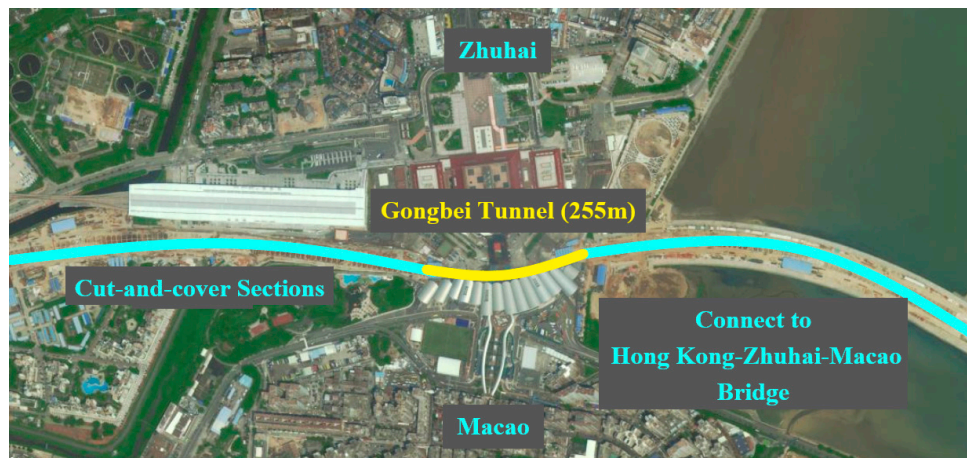 Zhuhai
Gongbei Tunnel (255m)
Cut-and-cover Sections
Connect to
Hong Kong-Zhuhai-Macao
Bridge
Macao